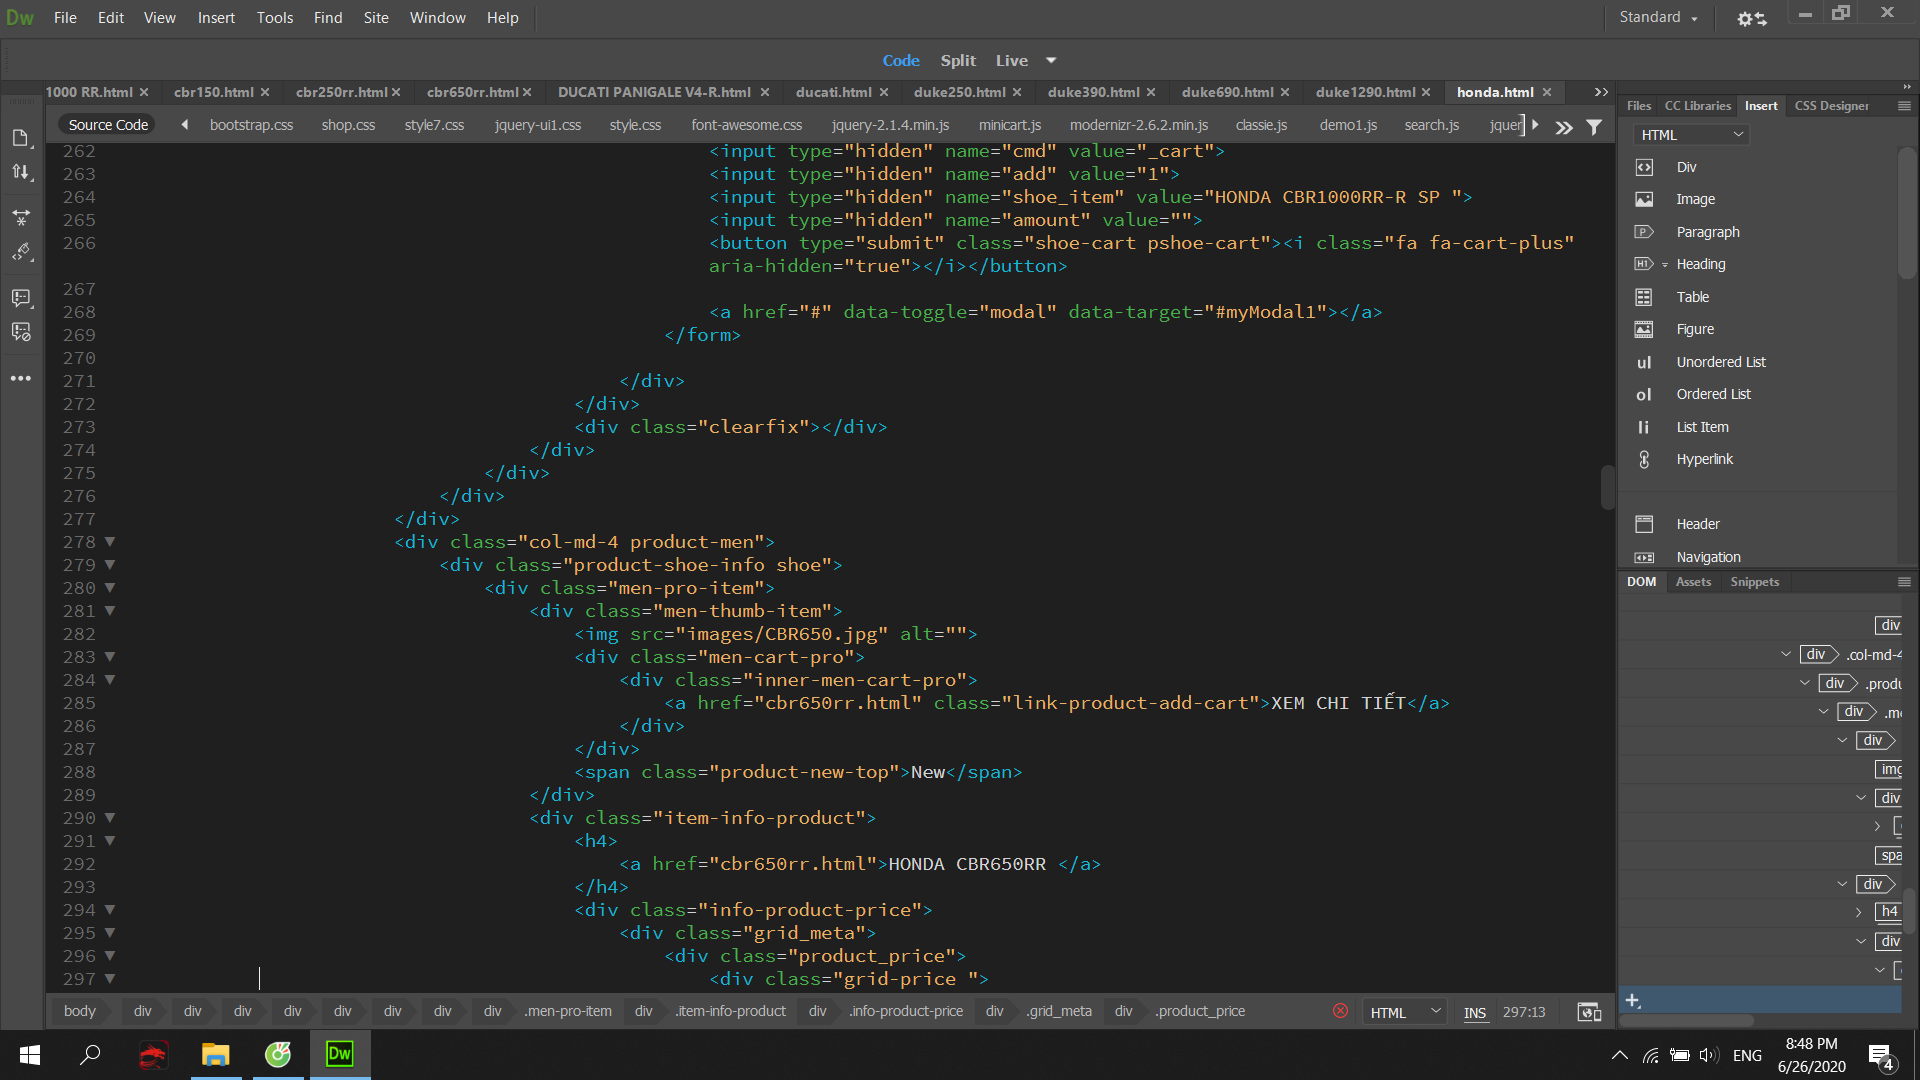 Dw File Edit View Insert Tools Find Site Window Help Standard
Code Split Live
1000 RR.html cbr150.html cbr250rr.html cbr650rr.html DUCATI PANIGALE V4-R.html ducati.html duke250.html duke390.html duke690.html duke1290.html honda.html
Source Code bootstrap.css shop.css style7.css jquery-ui1.css style.css font-awesome.css jquery-2.1.4.min.js minicart.js modernizr-2.6.2.min.js classie.js demo1.js search.js jquer
262 <input type="hidden" name="cmd" value="_cart">
263 <input type="hidden" name="add" value="1">
264 <input type="hidden" name="shoe_item" value="HONDA CBR1000RR-R SP ">
265 <input type="hidden" name="amount" value="">
266 <button type="submit" class="shoe-cart pshoe-cart"><i class="fa fa-cart-plus"
aria-hidden="true"></i></button>
267
268 <a href="#" data-toggle="modal" data-target="#myModal1"></a>
269 </form>
270
271 </div>
272 </div>
273 <div class="clearfix"></div>
274 </div>
275 </div>
276 </div>
277 </div>
278 <div class="col-md-4 product-men">
279 <div class="product-shoe-info shoe">
280 <div class="men-pro-item">
281 <div class="men-thumb-item">
282 <img src="images/CBR650.jpg" alt="">
283 <div class="men-cart-pro">
284 <div class="inner-men-cart-pro">
285 <a href="cbr650rr.html" class="link-product-add-cart">XEM CHI TIẾT</a>
286 </div>
287 </div>
288 <span class="product-new-top">New</span>
289 </div>
290 <div class="item-info-product">
291 <h4>
292 <a href="cbr650rr.html">HONDA CBR650RR </a>
293 </h4>
294 <div class="info-product-price">
295 <div class="grid_meta">
296 <div class="product_price">
297 <div class="grid-price ">
body div div div div div div div div .men-pro-item div .item-info-product div .info-product-price div .grid_meta div .product_price HTML INS 297:13
Files CC Libraries Insert CSS Designer
HTML
Div
Image
Paragraph
Heading
Table
Figure
ul Unordered List
ol Ordered List
li List Item
Hyperlink
Header
Navigation
DOM Assets Snippets
div
div .col-md-4
div .produ
div .me
div
img
div
spa
div
h4
div
Dw
ENG
8:48 PM
6/26/2020
4